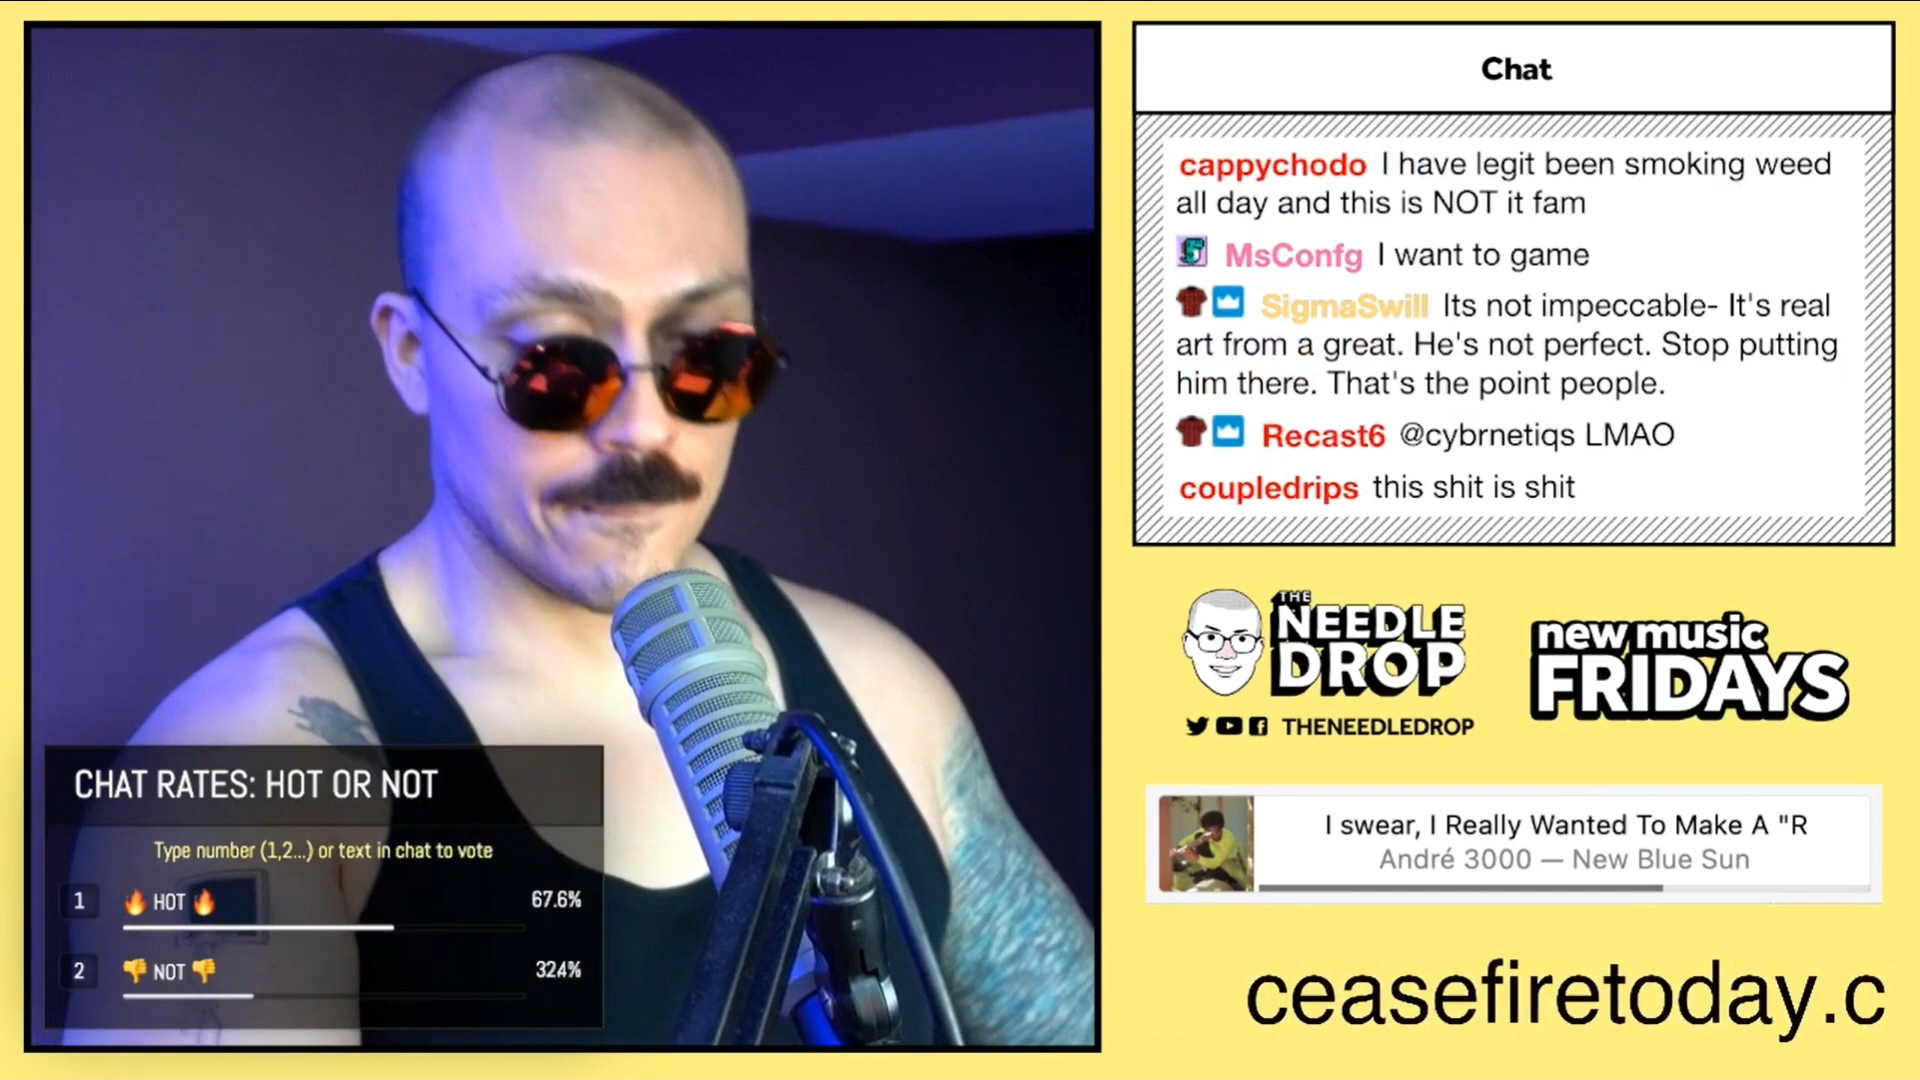 Chat
cappychodo I have legit been smoking weed
all day and this is NOT it fam
MsConfg I want to game
SigmaSwill Its not impeccable- It's real
art from a great. He's not perfect. Stop putting
him there. That's the point people.
Recast6 @cybrnetiqs LMAO
coupledrips this shit is shit
THE
NEEDLE
DROP
THENEEDLEDROP
new music
FRIDAYS
I swear, I Really Wanted To Make A "R
André 3000 — New Blue Sun
ceasefiretoday.c
CHAT RATES: HOT OR NOT
Type number (1,2...) or text in chat to vote
1 🔥 HOT 🔥 67.6%
2 👎 NOT 👎 32.4%